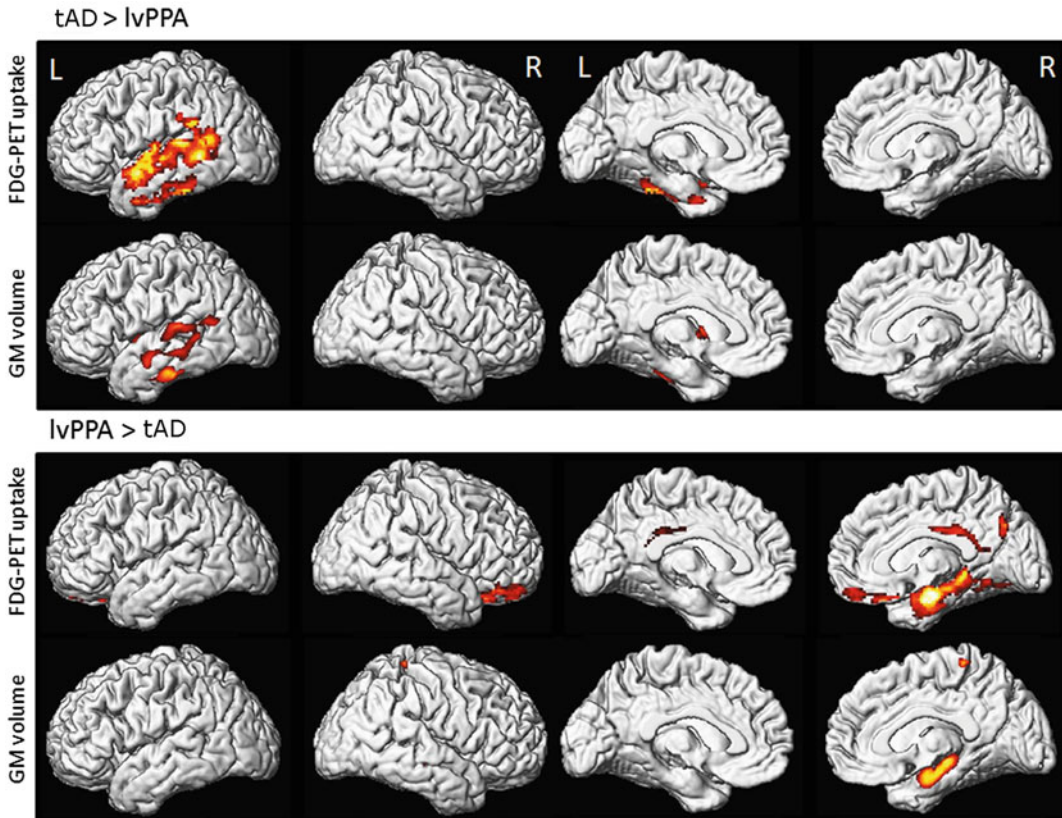 tAD > lvPPA
FDG-PET uptake
L
R
L
R
GM volume
lvPPA > tAD
FDG-PET uptake
GM volume